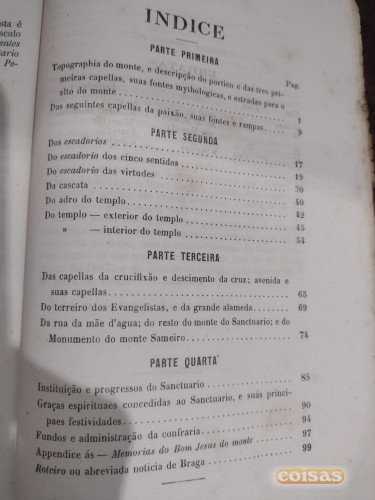 sta é
sculo
entes
tario
Pe-
INDICE
PARTE PRIMEIRA
Pag.
Topographia do monte, e descripção do portico e das tres pri-
meiras capellas, suas fontes mythologicas, e estradas para o
alto do monte 1
Das seguintes capellas da paixão, suas fontes e rampas 9
PARTE SEGUNDA
Dos escadorios 17
Do escadorio dos cinco sentidos 19
Do escadorio das virtudes 30
Da cascata 40
Do adro do templo 42
Do templo — exterior do templo 45
» — interior do templo 54
PARTE TERCEIRA
Das capellas da crucifixão e descimento da cruz; avenida e
suas capellas 65
Do terreiro dos Evangelistas, e da grande alameda 69
Da rua da mãe d'agua; do resto do monte do Sanctuario; e do
Monumento do monte Sameiro 74
PARTE QUARTA
Instituição e progressos do Sanctuario 85
Graças espirituaes concedidas ao Sanctuario, e suas princi-
paes festividades 90
Fundos e administração da confraria 94
Appendice ás — Memorias do Bom Jesus do monte 97
Roteiro ou abreviada noticia de Braga 99
coisas